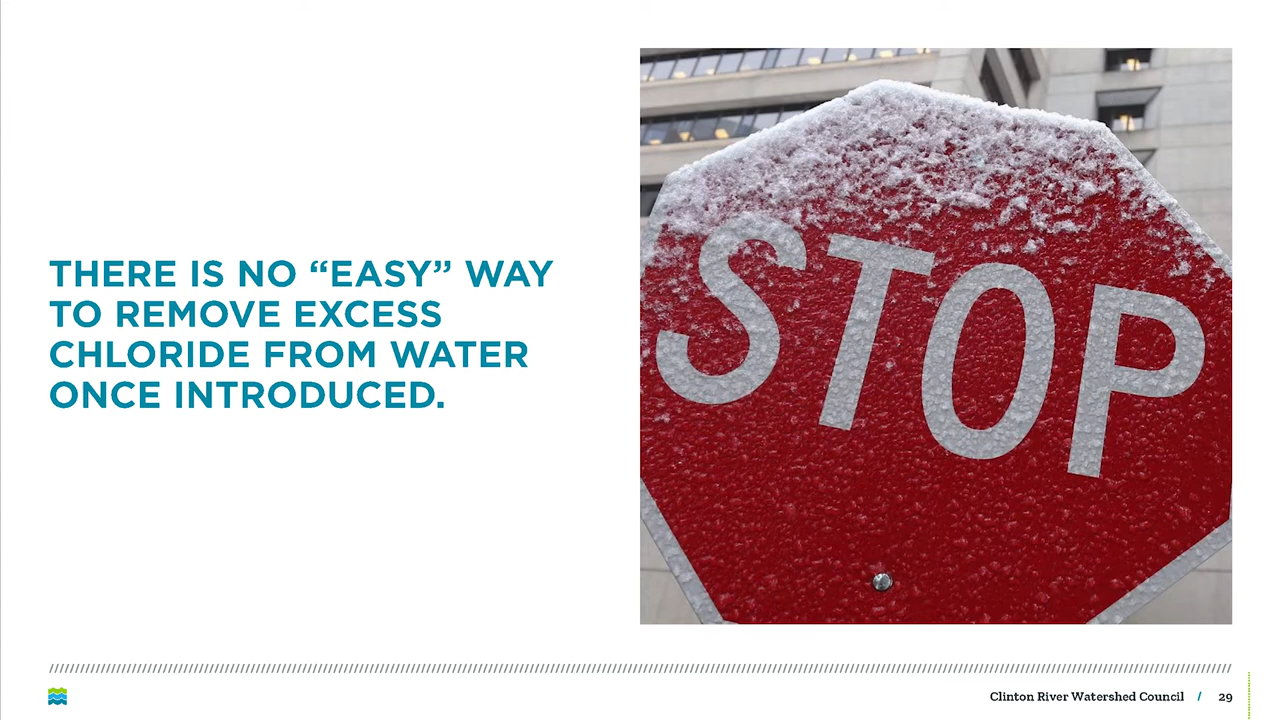 THERE IS NO “EASY” WAY
TO REMOVE EXCESS
CHLORIDE FROM WATER
ONCE INTRODUCED.
STOP
Clinton River Watershed Council / 29